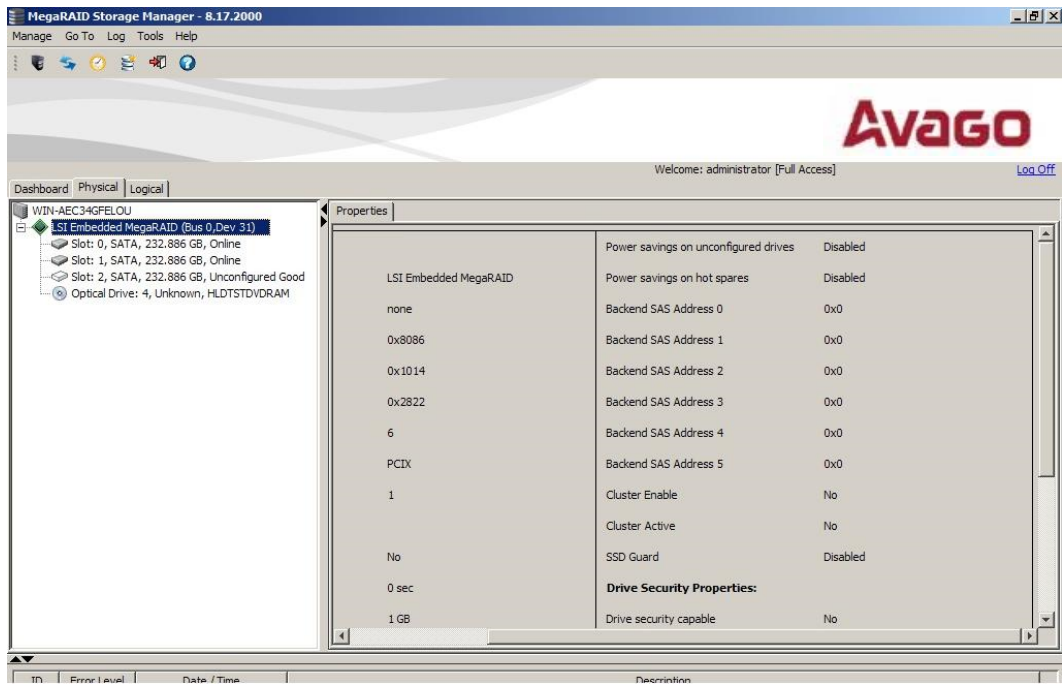 MegaRAID Storage Manager - 8.17.2000
Manage Go To Log Tools Help
Avago
Welcome: administrator [Full Access]
Log Off
Dashboard Physical Logical
WIN-AEC34GFELOU
LSI Embedded MegaRAID (Bus 0,Dev 31)
Slot: 0, SATA, 232.886 GB, Online
Slot: 1, SATA, 232.886 GB, Online
Slot: 2, SATA, 232.886 GB, Unconfigured Good
Optical Drive: 4, Unknown, HLDTSTDVDRAM
Properties
Power savings on unconfigured drives Disabled
LSI Embedded MegaRAID Power savings on hot spares Disabled
none Backend SAS Address 0 0x0
0x8086 Backend SAS Address 1 0x0
0x1014 Backend SAS Address 2 0x0
0x2822 Backend SAS Address 3 0x0
6 Backend SAS Address 4 0x0
PCIX Backend SAS Address 5 0x0
1 Cluster Enable No
Cluster Active No
No SSD Guard Disabled
0 sec Drive Security Properties:
1 GB Drive security capable No
ID Error Level Date / Time Description